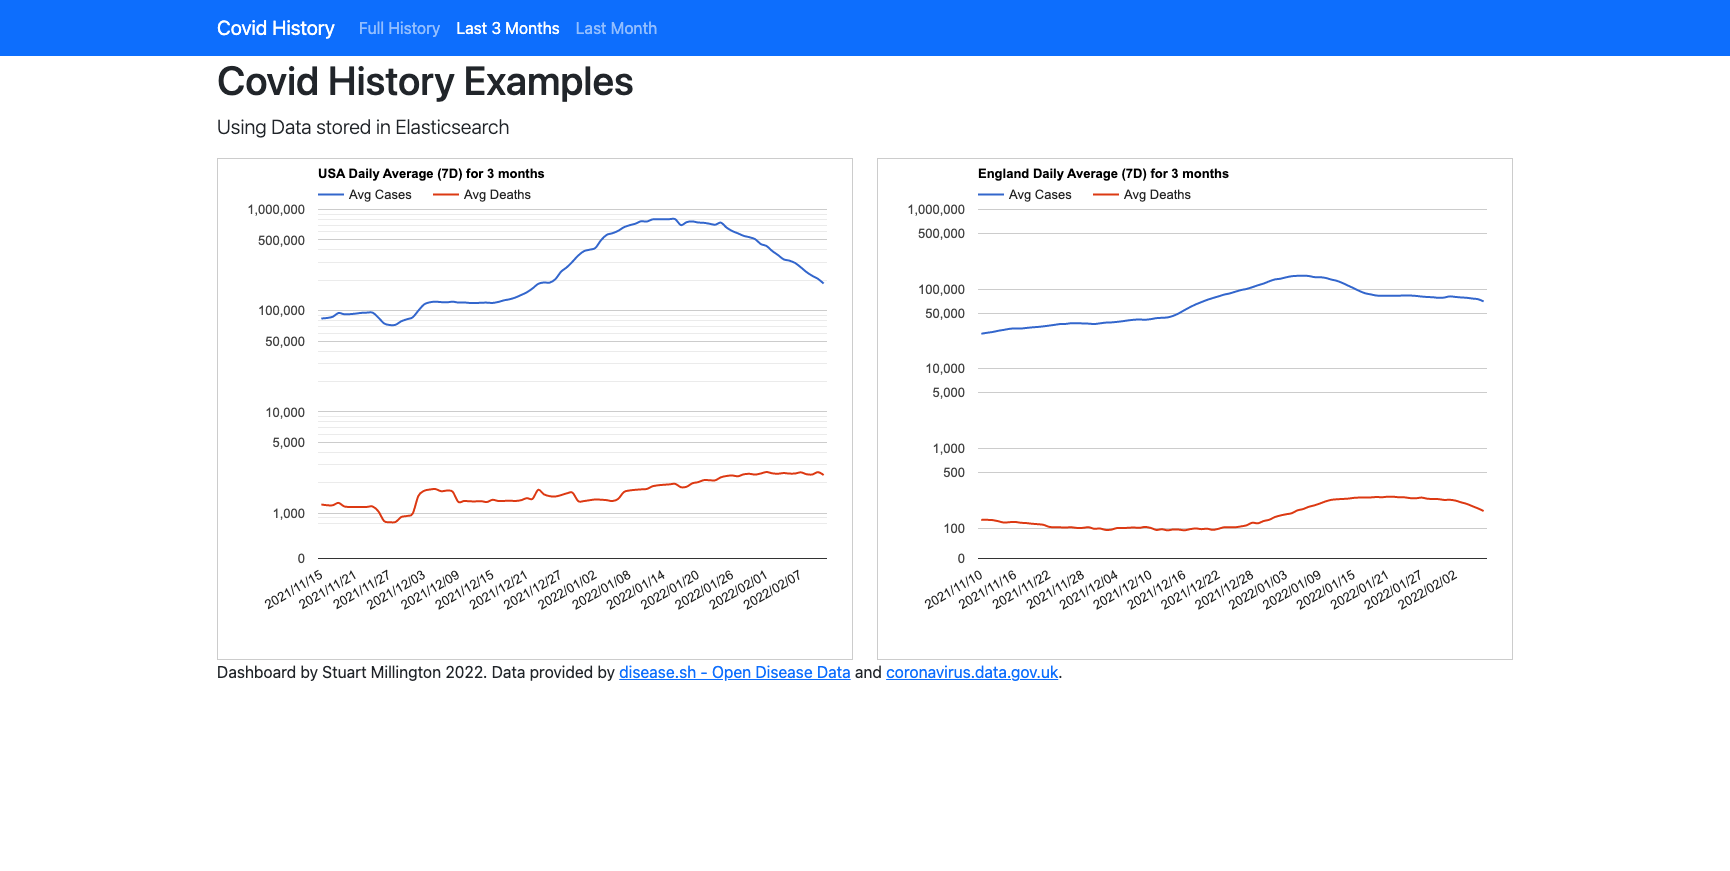 Covid History Full History Last 3 Months Last Month
Covid History Examples
Using Data stored in Elasticsearch
USA Daily Average (7D) for 3 months
Avg Cases Avg Deaths
1,000,000
500,000
100,000
50,000
10,000
5,000
1,000
0
2021/11/15 2021/11/21 2021/11/27 2021/12/03 2021/12/09 2021/12/15 2021/12/21 2021/12/27 2022/01/02 2022/01/08 2022/01/14 2022/01/20 2022/01/26 2022/02/01 2022/02/07
England Daily Average (7D) for 3 months
Avg Cases Avg Deaths
1,000,000
500,000
100,000
50,000
10,000
5,000
1,000
500
100
0
2021/11/10 2021/11/16 2021/11/22 2021/11/28 2021/12/04 2021/12/10 2021/12/16 2021/12/22 2021/12/28 2022/01/03 2022/01/09 2022/01/15 2022/01/21 2022/01/27 2022/02/02
Dashboard by Stuart Millington 2022. Data provided by disease.sh - Open Disease Data and coronavirus.data.gov.uk.